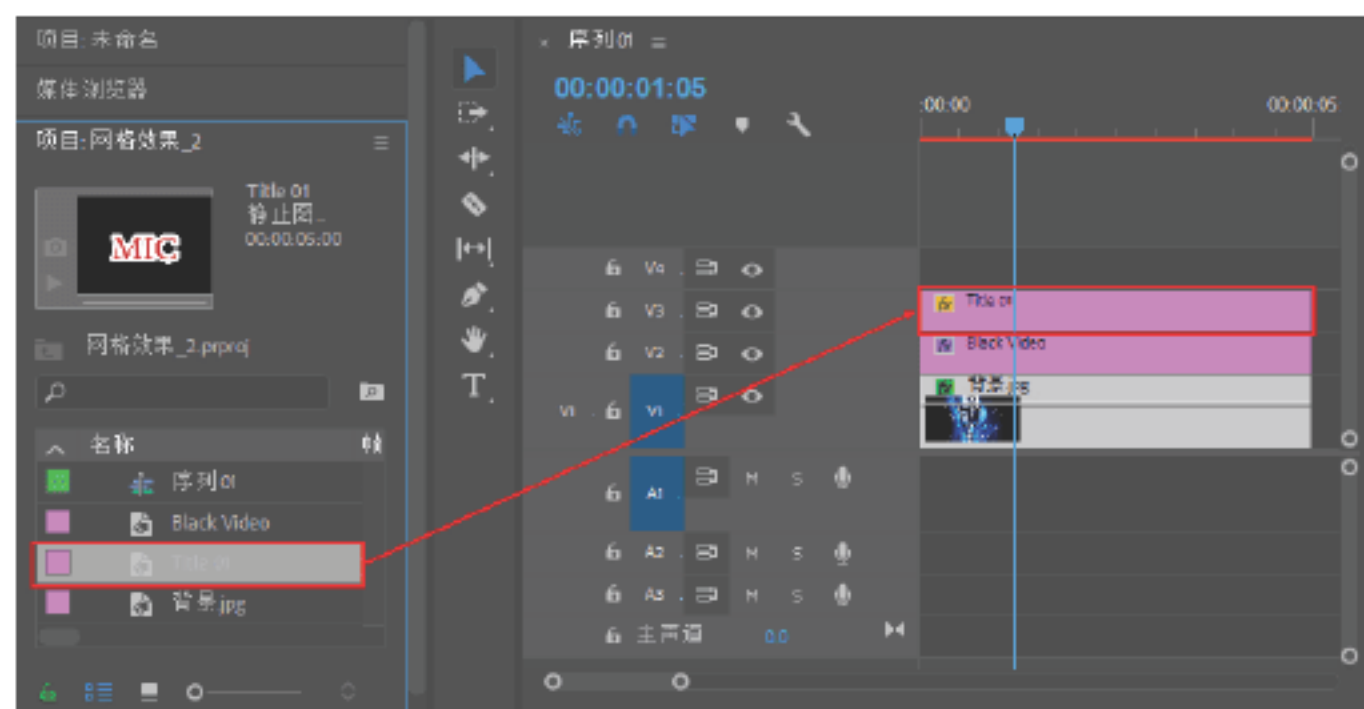 项目: 未命名
媒体浏览器
项目: 网格效果_2
Title 01
静止图...
00:00:05:00
MIC
网格效果_2.prproj
名称
帧
序列01
Black Video
Title 01
背景.jpg
× 序列01
00:00:01:05
:00:00
00:00:05
V4
V3
V2
V1 V1
A1 M S
A2 M S
A3 M S
主声道 0.0
T
fx Title 01
fx Black Video
fx 背景.jpg